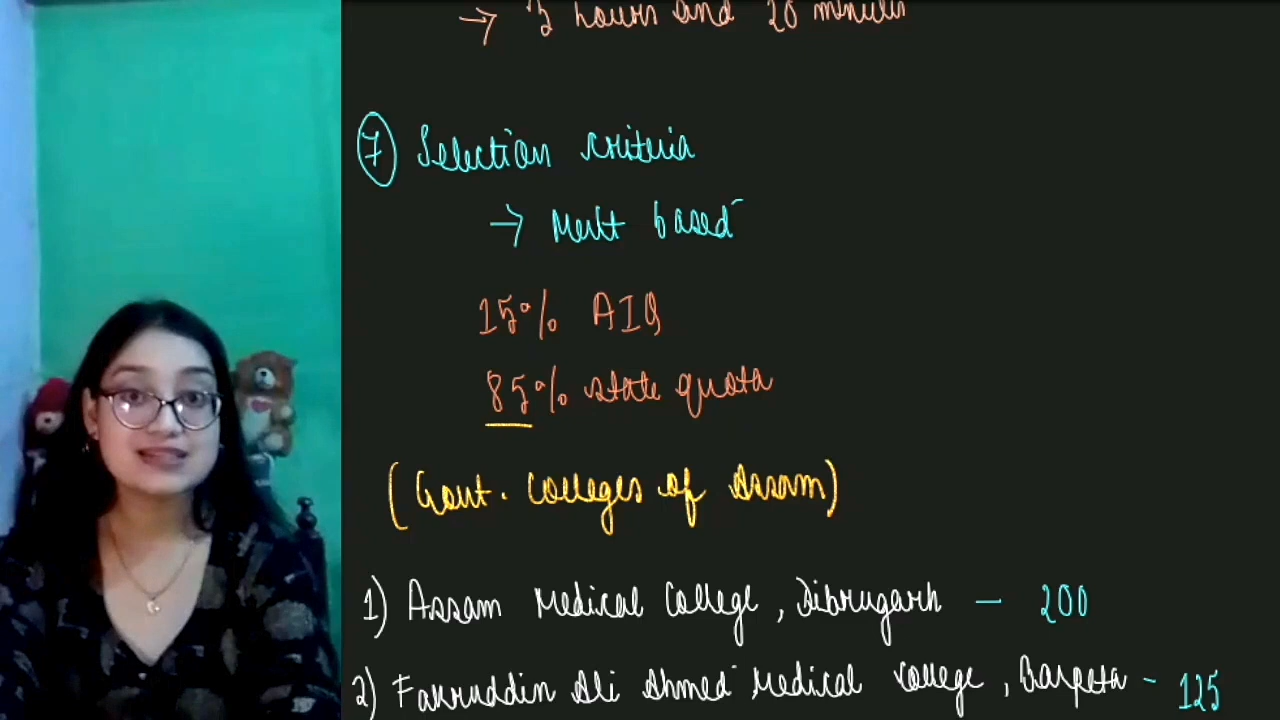 → 3 hours and 20 minutes
7 Selection criteria
→ Merit based
15% AIQ
85% state quota
(Govt. Colleges of Assam)
1) Assam Medical College, Dibrugarh - 200
2) Fakruddin Ali Ahmed Medical College, Barpeta - 125